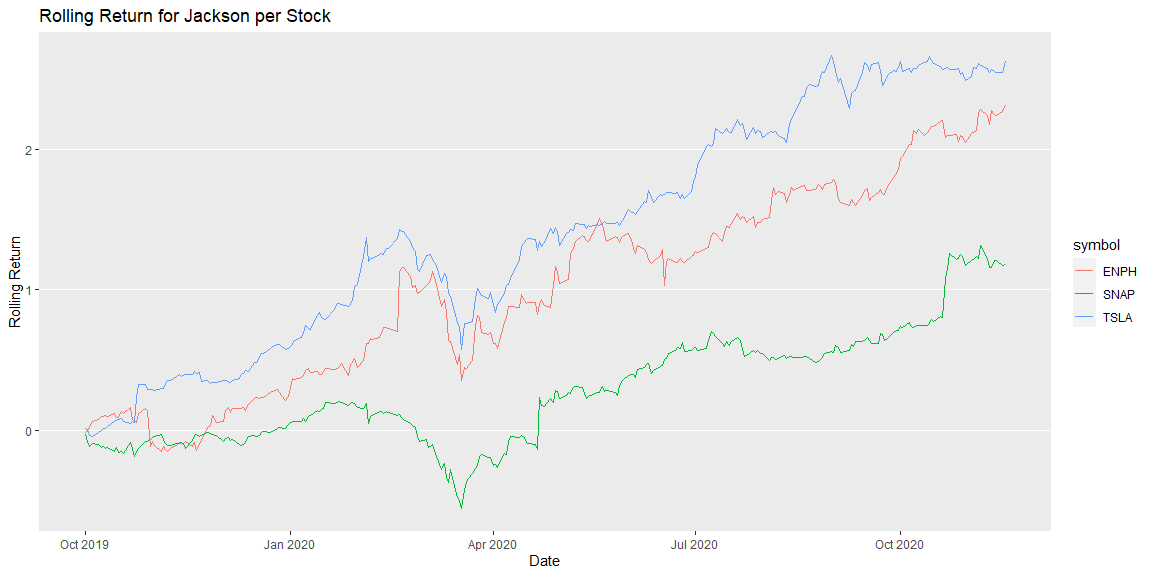 Rolling Return for Jackson per Stock
Rolling Return
2
1
0
Oct 2019
Jan 2020
Apr 2020
Jul 2020
Oct 2020
Date
symbol
ENPH
SNAP
TSLA